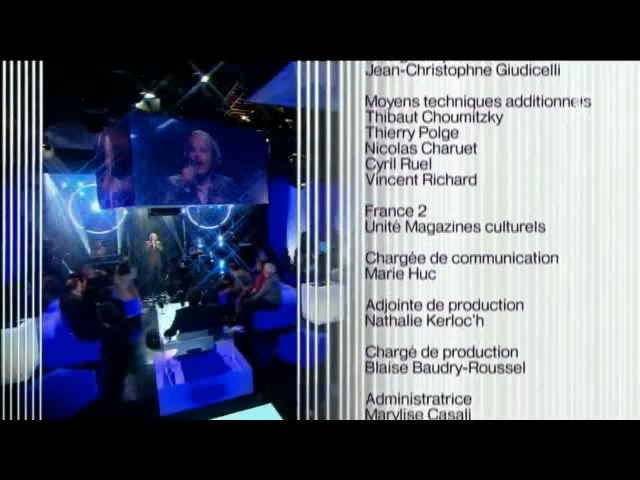 Jean-Christophne Giudicelli
Moyens techniques additionnels
Thibaut Choumitzky
Thierry Polge
Nicolas Charuet
Cyril Ruel
Vincent Richard
France 2
Unité Magazines culturels
Chargée de communication
Marie Huc
Adjointe de production
Nathalie Kerloc'h
Chargé de production
Blaise Baudry-Roussel
Administratrice
Marylise Casali